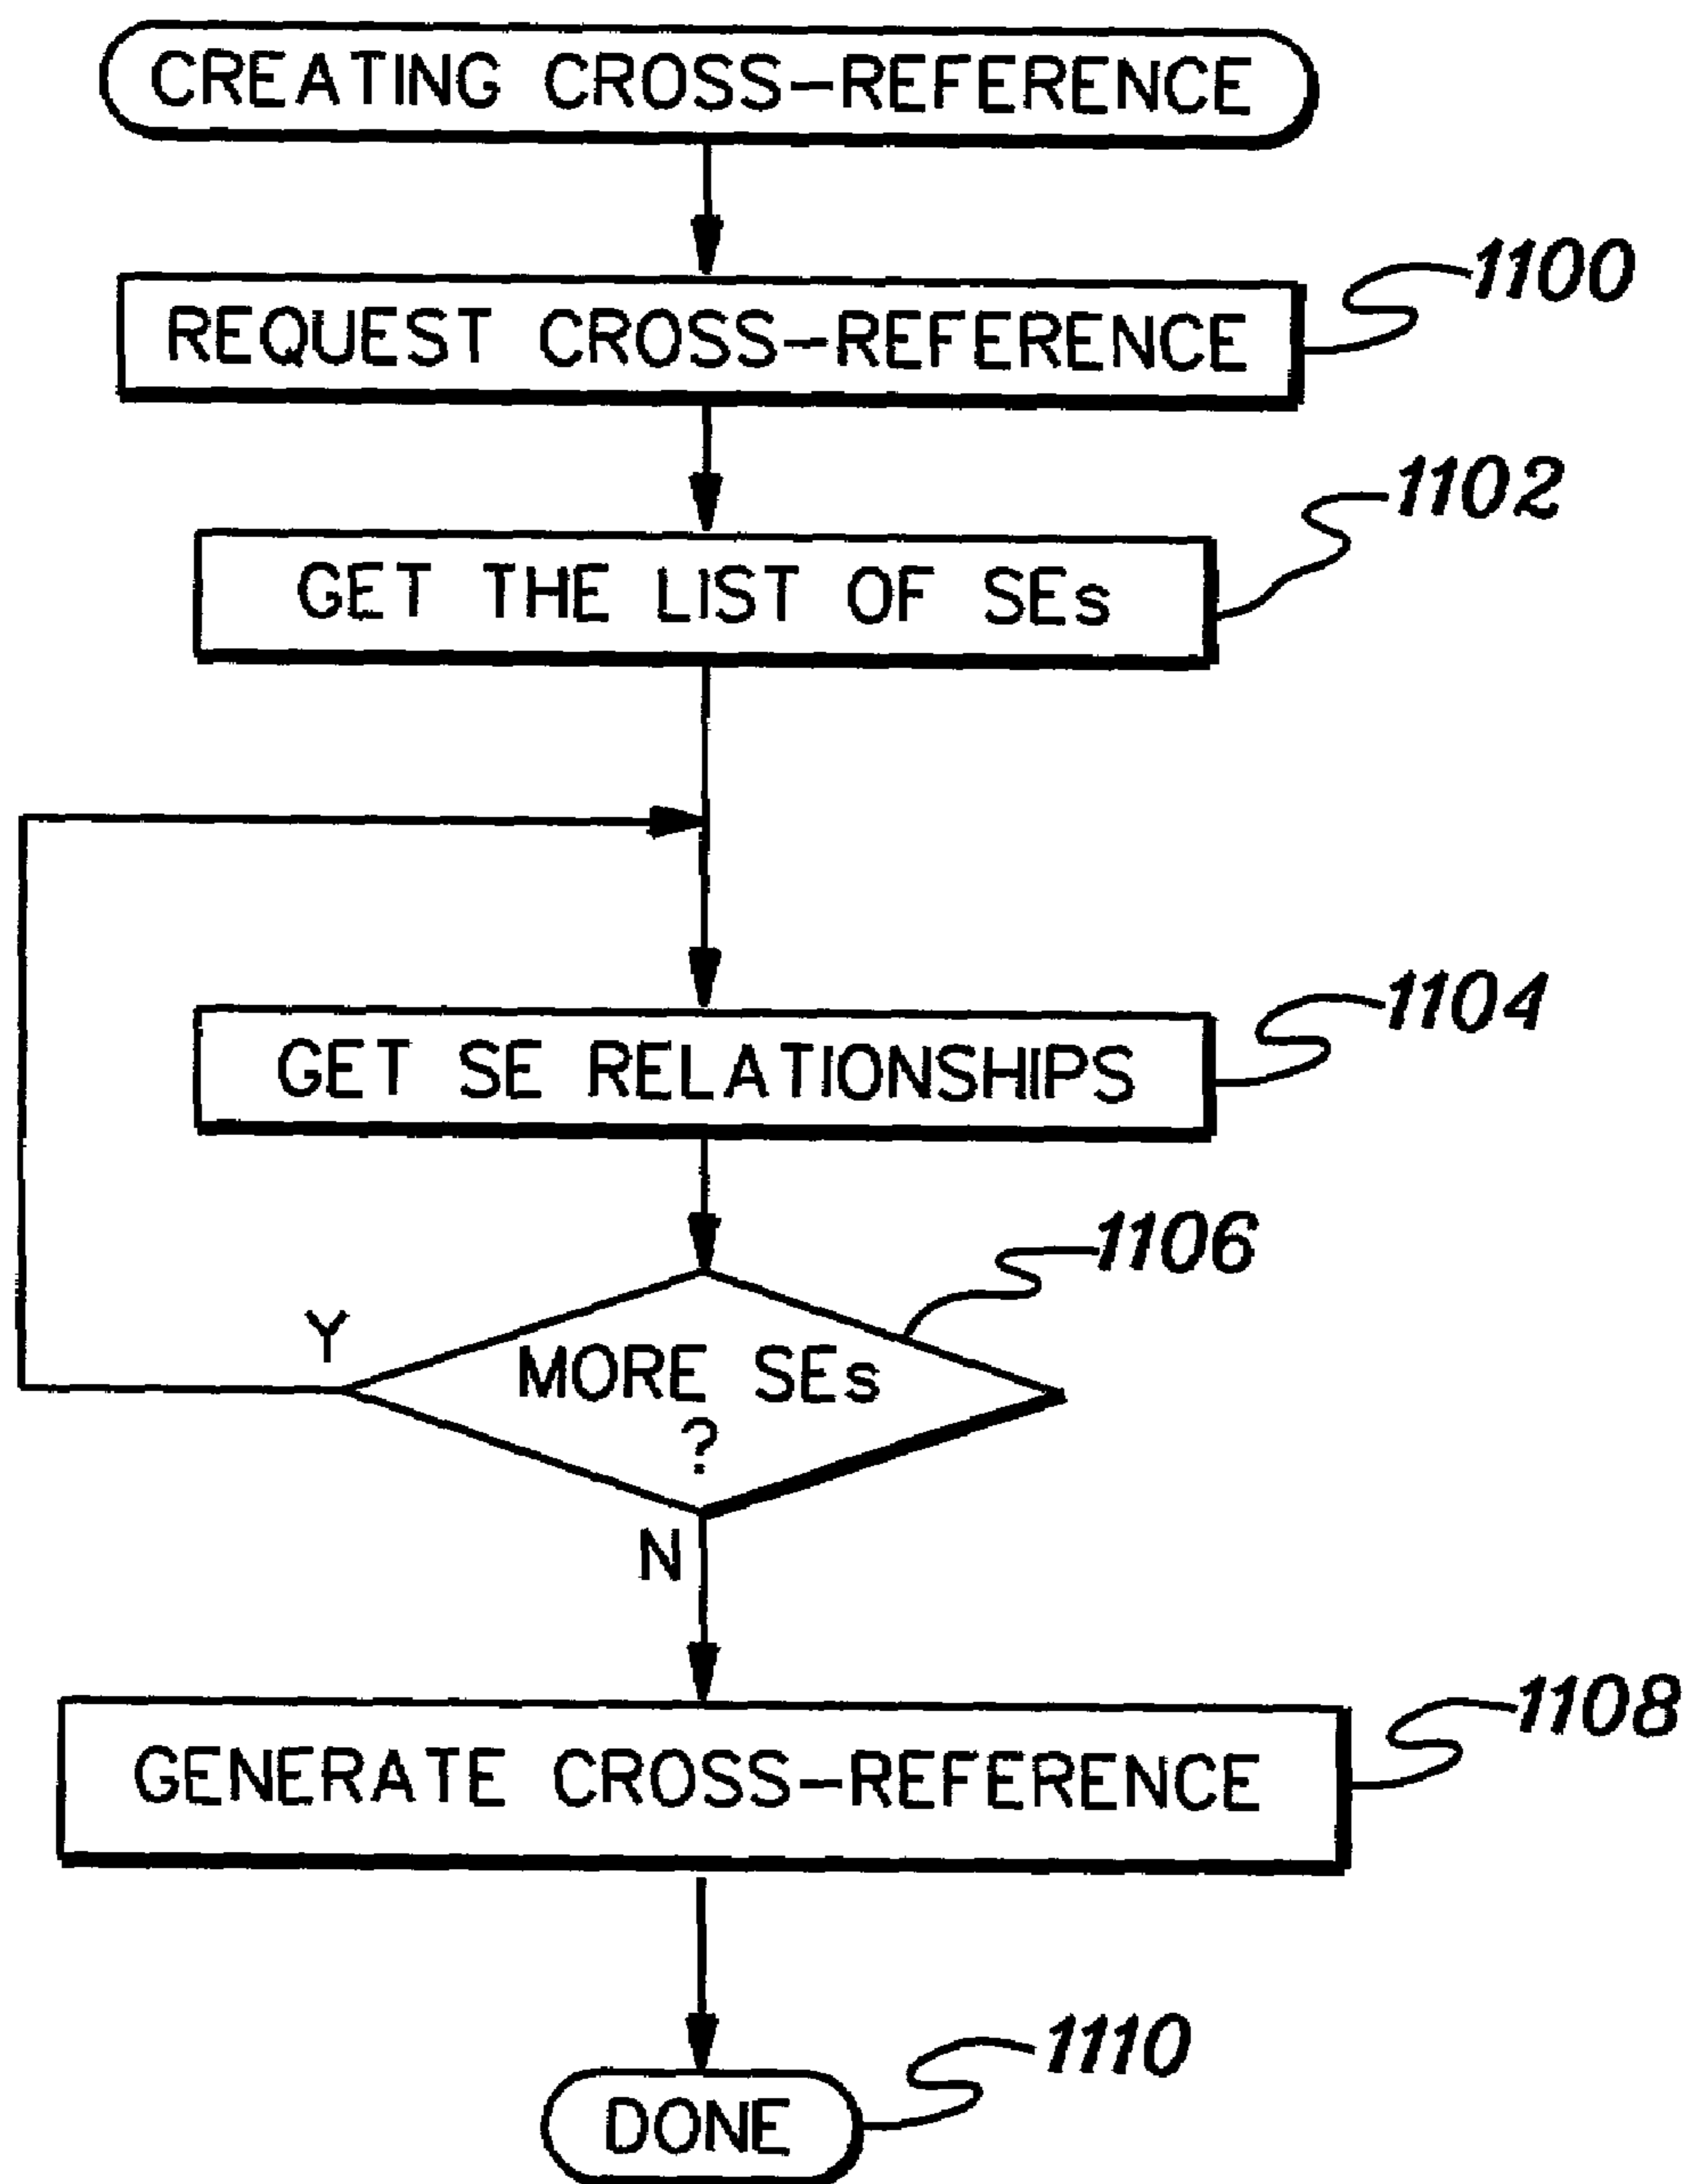 CREATING CROSS-REFERENCE
1100
REQUEST CROSS-REFERENCE
1102
GET THE LIST OF SEs
1104
GET SE RELATIONSHIPS
1106
Y
MORE SEs
?
N
1108
GENERATE CROSS-REFERENCE
1110
DONE